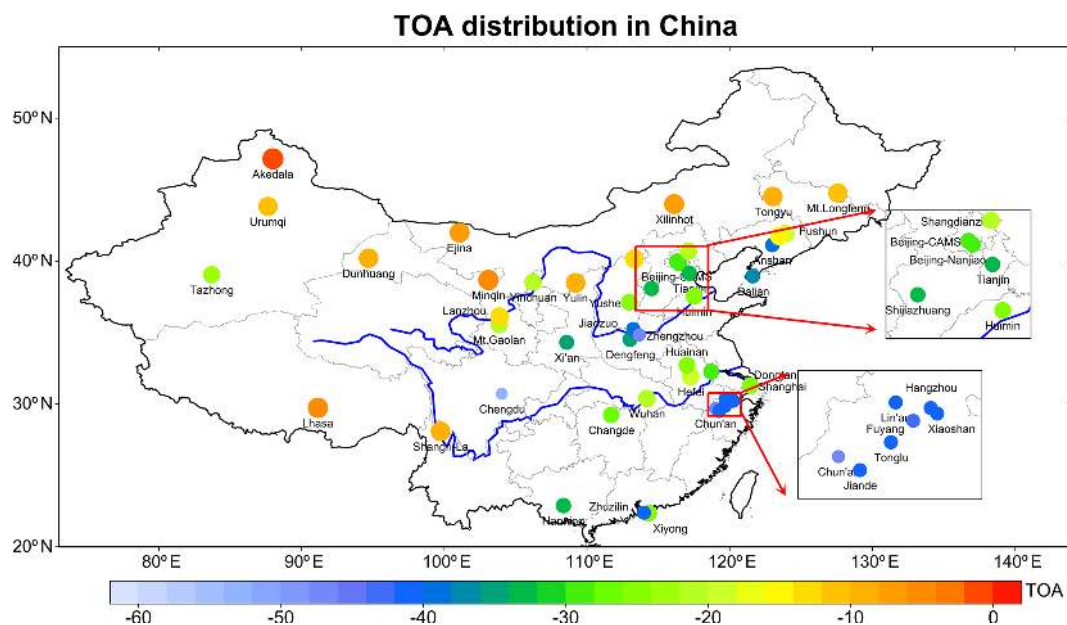 TOA distribution in China
50° N
40° N
30° N
20° N
80° E
90° E
100° E
110° E
120° E
130° E
140° E
Akedala
Urumqi
Tazhong
Dunhuang
Ejina
Minqin
Lanzhou
Mt.Gaolan
Yinchuan
Yulin
Xilinhot
Tongyu
Mt.Longfeng
Fushun
Anshan
Dalian
Beijing-CAMS
Tianjin
Yushe
Huimin
Jiaozuo
Zhengzhou
Dengfeng
Xi'an
Huainan
Hefei
Dongtan
Shanghai
Chengdu
Wuhan
Changde
Chun'an
Lhasa
Shangri-La
Nanning
Zhuzilin
Xiyong
Shangdianzi
Beijing-CAMS
Beijing-Nanjiao
Tianjin
Shijiazhuang
Huimin
Hangzhou
Lin'an
Fuyang
Xiaoshan
Tonglu
Chun'a
Jiande
-60
-50
-40
-30
-20
-10
0
TOA